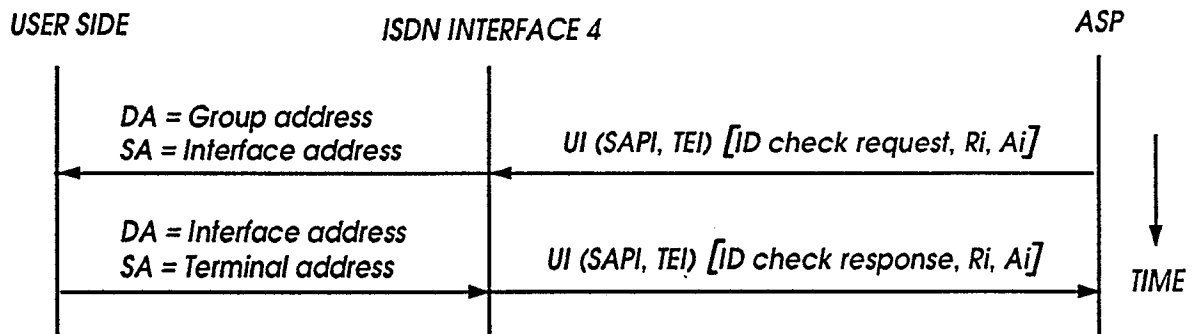 USER SIDE
ISDN INTERFACE 4
ASP
DA = Group address
SA = Interface address
UI (SAPI, TEI) [ID check request, Ri, Ai]
DA = Interface address
SA = Terminal address
UI (SAPI, TEI) [ID check response, Ri, Ai]
TIME